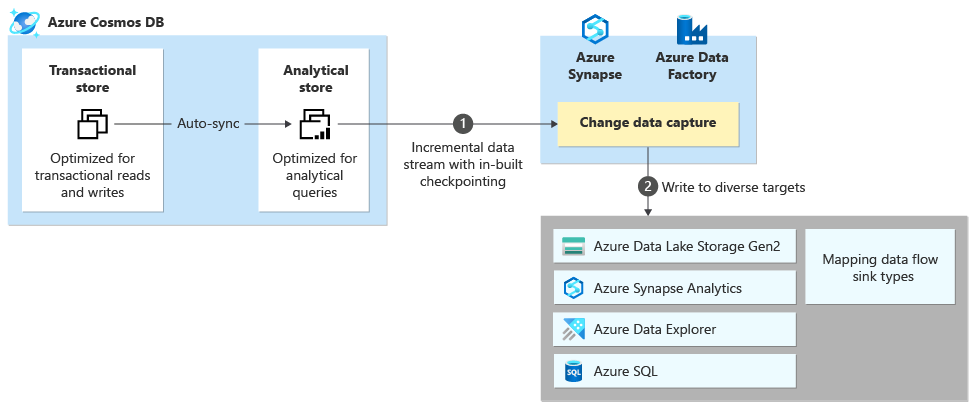 Azure Cosmos DB
Transactional
store
Optimized for
transactional reads
and writes
Auto-sync
Analytical
store
Optimized for
analytical
queries
1
Incremental data
stream with in-built
checkpointing
Azure
Synapse
Azure Data
Factory
Change data capture
2 Write to diverse targets
Azure Data Lake Storage Gen2
Azure Synapse Analytics
Azure Data Explorer
SQL Azure SQL
Mapping data flow
sink types